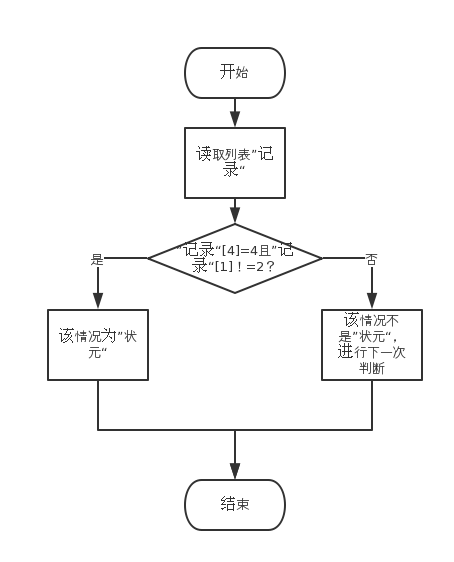 开始
读取列表”记
录“
”记录“[4]=4且”记
录“[1]！=2？
是
否
该情况为”状
元“
该情况不
是”状元“，
进行下一次
判断
结束